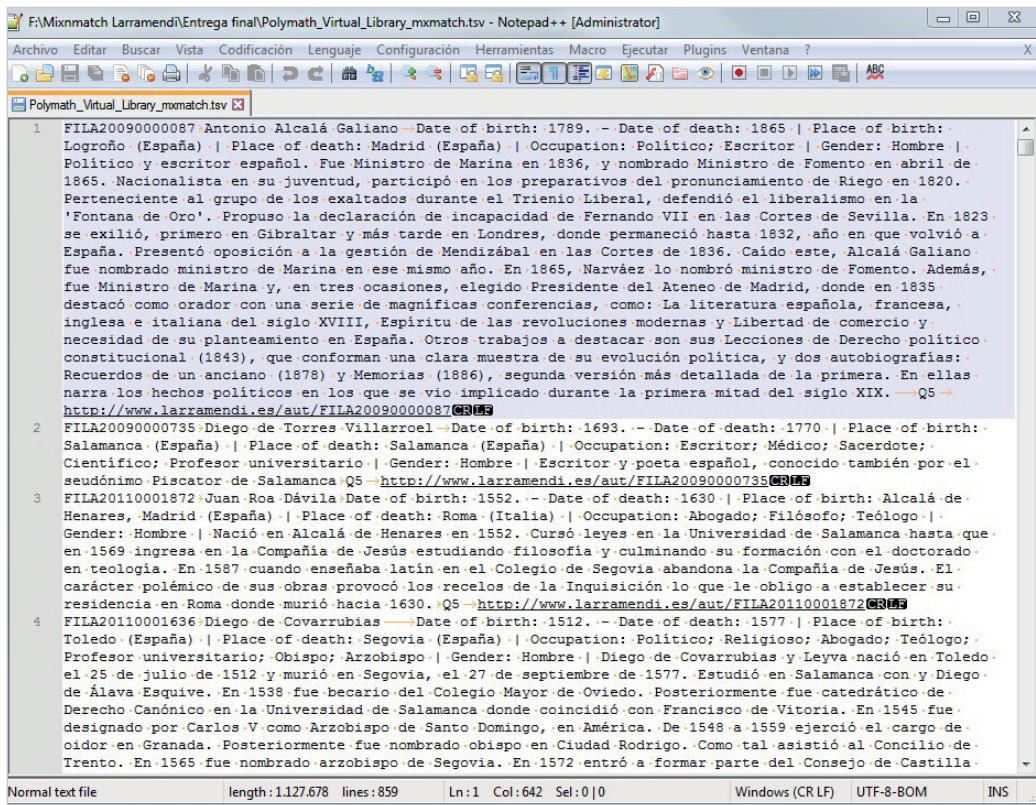 F:\Mixnmatch Larramendi\Entrega final\Polymath_Virtual_Library_mxmatch.tsv - Notepad++ [Administrator]
Archivo Editar Buscar Vista Codificación Lenguaje Configuración Herramientas Macro Ejecutar Plugins Ventana ? X
ABC
Polymath_Virtual_Library_mxmatch.tsv
1 FILA20090000087 Antonio Alcalá Galiano Date of birth: 1789. - Date of death: 1865 | Place of birth:
Logroño (España) | Place of death: Madrid (España) | Occupation: Político; Escritor | Gender: Hombre |
Político y escritor español. Fue Ministro de Marina en 1836, y nombrado Ministro de Fomento en abril de
1865. Nacionalista en su juventud, participó en los preparativos del pronunciamiento de Riego en 1820.
Perteneciente al grupo de los exaltados durante el Trienio Liberal, defendió el liberalismo en la
'Fontana de Oro'. Propuso la declaración de incapacidad de Fernando VII en las Cortes de Sevilla. En 1823
se exilió, primero en Gibraltar y más tarde en Londres, donde permaneció hasta 1832, año en que volvió a
España. Presentó oposición a la gestión de Mendizábal en las Cortes de 1836. Caído este, Alcalá Galiano
fue nombrado ministro de Marina en ese mismo año. En 1865, Narváez lo nombró ministro de Fomento. Además,
fue Ministro de Marina y, en tres ocasiones, elegido Presidente del Ateneo de Madrid, donde en 1835
destacó como orador con una serie de magníficas conferencias, como: La literatura española, francesa,
inglesa e italiana del siglo XVIII, Espíritu de las revoluciones modernas y Libertad de comercio y
necesidad de su planteamiento en España. Otros trabajos a destacar son sus Lecciones de Derecho político
constitucional (1843), que conforman una clara muestra de su evolución política, y dos autobiografías:
Recuerdos de un anciano (1878) y Memorias (1886), segunda versión más detallada de la primera. En ellas
narra los hechos políticos en los que se vio implicado durante la primera mitad del siglo XIX. Q5
http://www.larramendi.es/aut/FILA20090000087 CR LF
2 FILA20090000735 Diego de Torres Villarroel Date of birth: 1693. - Date of death: 1770 | Place of birth:
Salamanca (España) | Place of death: Salamanca (España) | Occupation: Escritor; Médico; Sacerdote;
Científico; Profesor universitario | Gender: Hombre | Escritor y poeta español, conocido también por el
seudónimo Piscator de Salamanca Q5 http://www.larramendi.es/aut/FILA20090000735 CR LF
3 FILA20110001872 Juan Roa Dávila Date of birth: 1552. - Date of death: 1630 | Place of birth: Alcalá de
Henares, Madrid (España) | Place of death: Roma (Italia) | Occupation: Abogado; Filósofo; Teólogo |
Gender: Hombre | Nació en Alcalá de Henares en 1552. Cursó leyes en la Universidad de Salamanca hasta que
en 1569 ingresa en la Compañía de Jesús estudiando filosofía y culminando su formación con el doctorado
en teología. En 1587 cuando enseñaba latín en el Colegio de Segovia abandona la Compañía de Jesús. El
carácter polémico de sus obras provocó los recelos de la Inquisición lo que le obligo a establecer su
residencia en Roma donde murió hacia 1630. Q5 http://www.larramendi.es/aut/FILA20110001872 CR LF
4 FILA20110001636 Diego de Covarrubias Date of birth: 1512. - Date of death: 1577 | Place of birth:
Toledo (España) | Place of death: Segovia (España) | Occupation: Político; Religioso; Abogado; Teólogo;
Profesor universitario; Obispo; Arzobispo | Gender: Hombre | Diego de Covarrubias y Leyva nació en Toledo
el 25 de julio de 1512 y murió en Segovia, el 27 de septiembre de 1577. Estudió en Salamanca con y Diego
de Álava Esquive. En 1538 fue becario del Colegio Mayor de Oviedo. Posteriormente fue catedrático de
Derecho Canónico en la Universidad de Salamanca donde coincidió con Francisco de Vitoria. En 1545 fue
designado por Carlos V como Arzobispo de Santo Domingo, en América. De 1548 a 1559 ejerció el cargo de
oidor en Granada. Posteriormente fue nombrado obispo en Ciudad Rodrigo. Como tal asistió al Concilio de
Trento. En 1565 fue nombrado arzobispo de Segovia. En 1572 entró a formar parte del Consejo de Castilla
Normal text file length : 1.127.678 lines : 859 Ln : 1 Col : 642 Sel : 0 | 0 Windows (CR LF) UTF-8-BOM INS